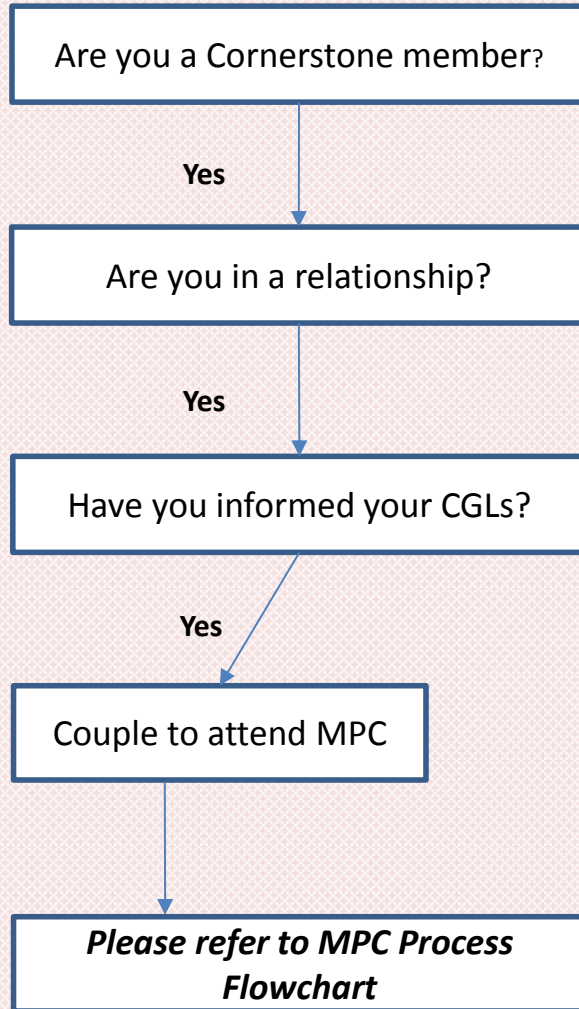 Are you a Cornerstone member?
Yes
Are you in a relationship?
Yes
Have you informed your CGLs?
Yes
Couple to attend MPC
Please refer to MPC Process
Flowchart